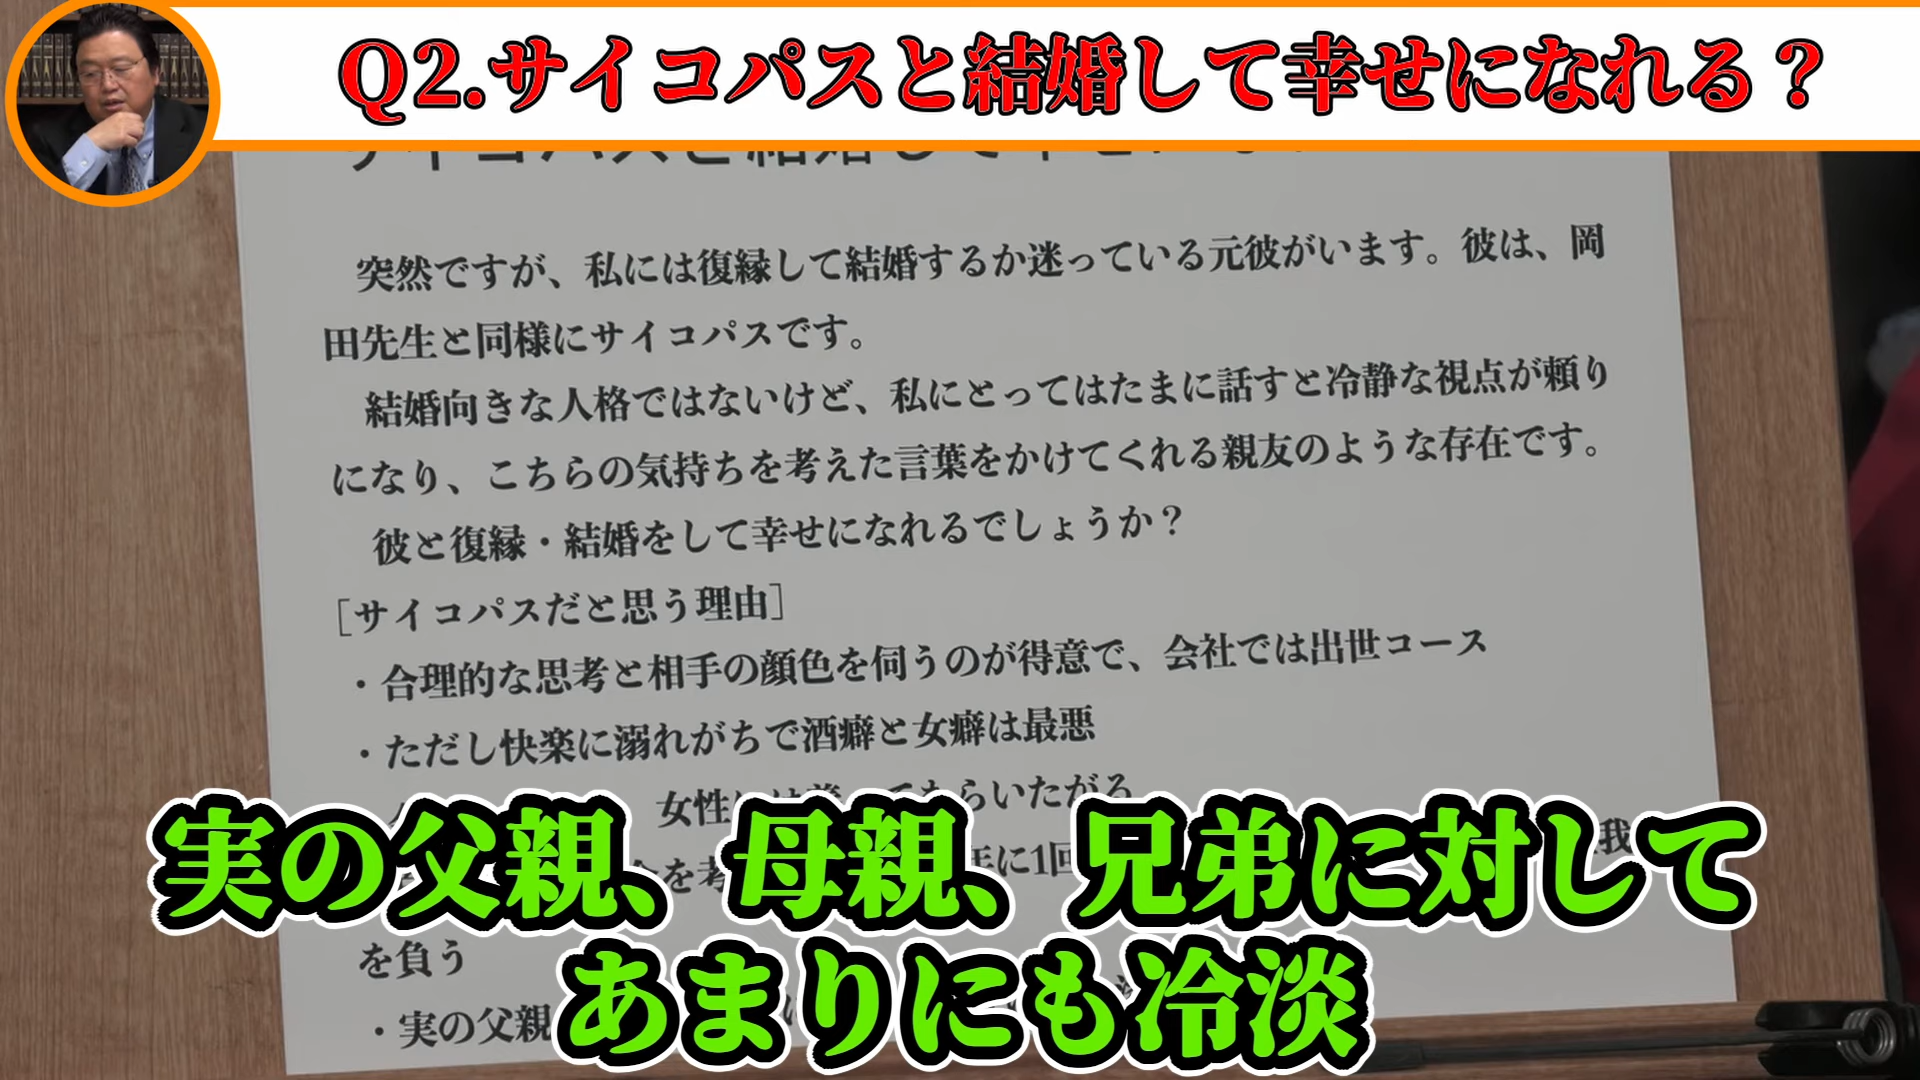 Q2.サイコパスと結婚して幸せになれる？
突然ですが、私には復縁して結婚するか迷っている元彼がいます。彼は、岡
田先生と同様にサイコパスです。
結婚向きな人格ではないけど、私にとってはたまに話すと冷静な視点が頼り
になり、こちらの気持ちを考えた言葉をかけてくれる親友のような存在です。
彼と復縁・結婚をして幸せになれるでしょうか？
［サイコパスだと思う理由］
・合理的な思考と相手の顔色を伺うのが得意で、会社では出世コース
・ただし快楽に溺れがちで酒癖と女癖は最悪
女性 らいたがる
を考 年に1回 我
を負う
・実の父親
実の父親、母親、兄弟に対して
あまりにも冷淡